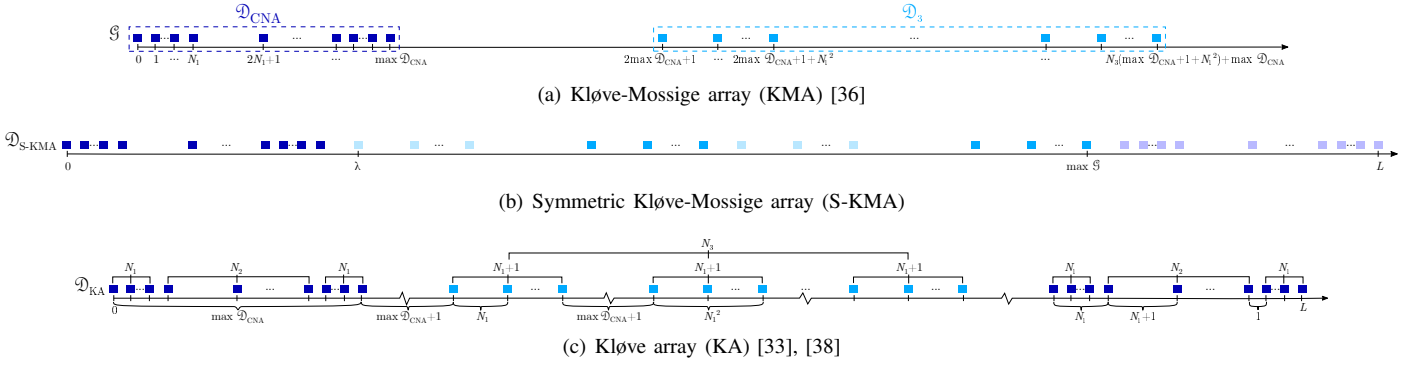 𝒟CNA 𝒟3
𝒢 ... ... ... ... ... ...
0 1 ... N₁ 2N₁+1 ... max 𝒟CNA 2max 𝒟CNA+1 ... 2max 𝒟CNA+1+N₁² ... N₃(max 𝒟CNA+1+N₁²)+max 𝒟CNA
(a) Kløve-Mossige array (KMA) [36]
𝒟S-KMA ... ... ... ... ... ... ... ... ... ...
0 λ max 𝒢 L
(b) Symmetric Kløve-Mossige array (S-KMA)
N₃
N₁ N₂ N₁ N₁+1 N₁+1 N₁+1 N₁ N₂ N₁
𝒟KA ... ... ... ... ... ... ... ... ... ... ...
0 max 𝒟CNA max 𝒟CNA+1 N₁ max 𝒟CNA+1 N₁² N₁ N₁+1 1 L
(c) Kløve array (KA) [33], [38]